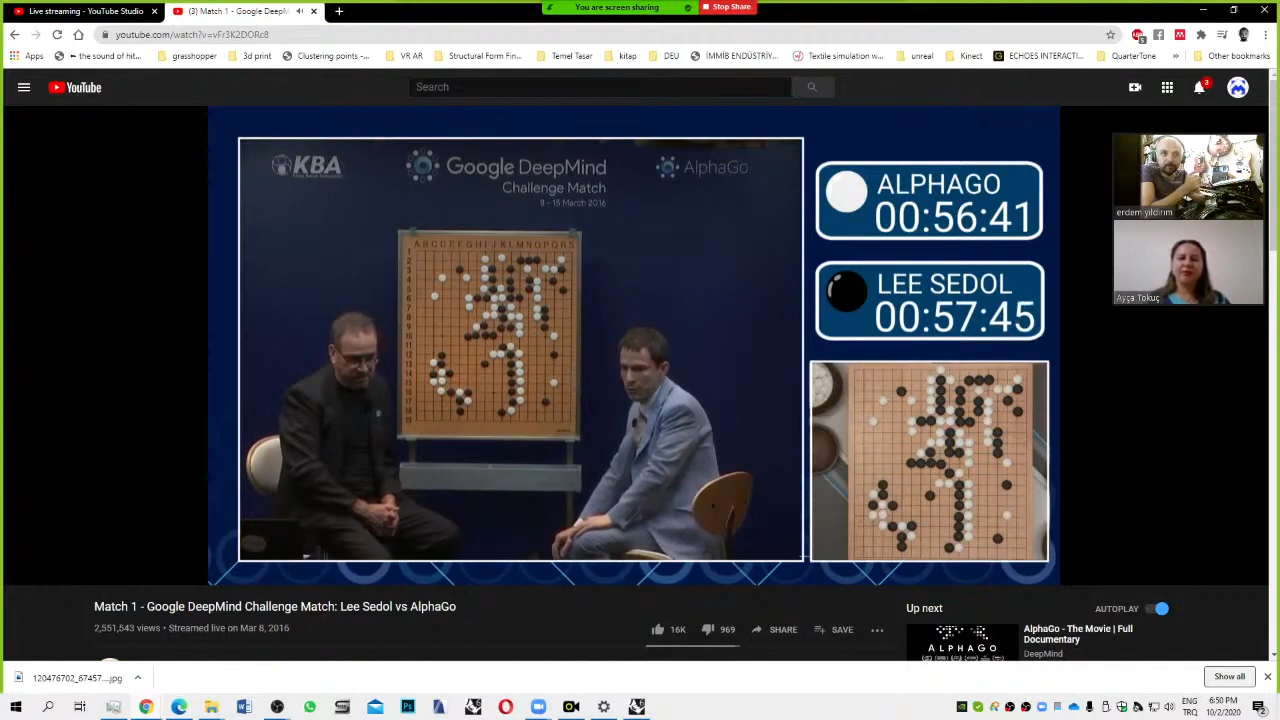 You are screen sharing
Stop Share
Live streaming - YouTube Studio
(3) Match 1 - Google DeepM
youtube.com/watch?v=vFr3K2DORc8
Apps
← the sound of hit...
grasshopper
3d print
Clustering points -...
VR AR
Structural Form Fin...
Temel Tasar
kitap
DEU
İMMİB ENDÜSTRİY...
Textile simulation w...
unreal
Kinect
ECHOES INTERACTI...
QuarterTone
»
Other bookmarks
YouTube
Search
3
KBA
Google DeepMind
Challenge Match
8 - 15 March 2016
AlphaGo
ALPHAGO
00:56:41
LEE SEDOL
00:57:45
erdem yıldırım
Ayça Tokuç
Match 1 - Google DeepMind Challenge Match: Lee Sedol vs AlphaGo
2,551,543 views • Streamed live on Mar 8, 2016
16K
969
SHARE
SAVE
Up next
AUTOPLAY
AlphaGo - The Movie | Full
Documentary
DeepMind
ALPHAGO
120476702_67457....jpg
Show all
ENG
TRQ
6:50 PM
10/2/2020
2